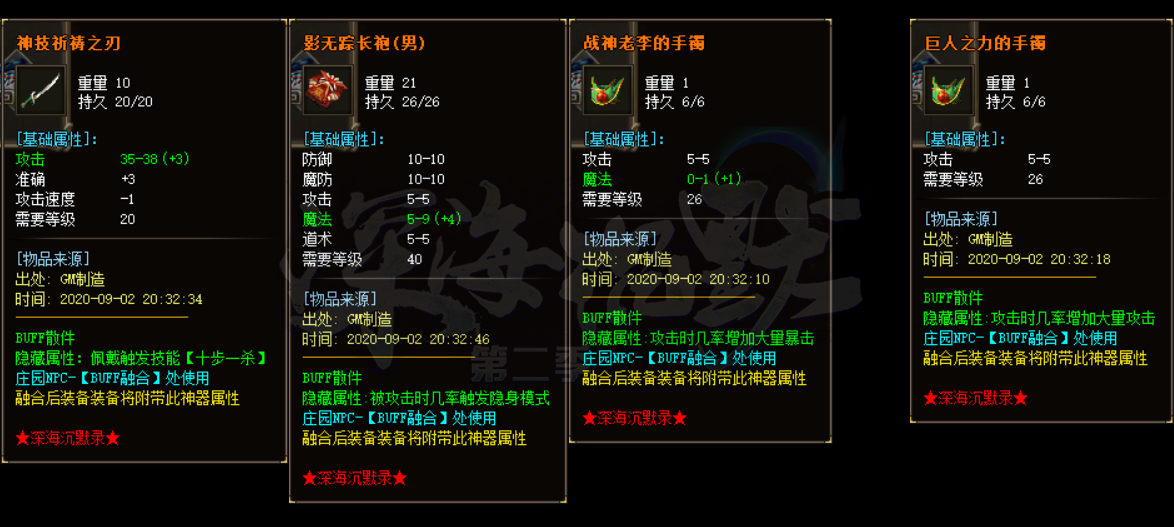 神技祈祷之刃
重量 10
持久 20/20
[基础属性]:
攻击 35-38(+3)
准确 +3
攻击速度 -1
需要等级 20
[物品来源]
出处: GM制造
时间: 2020-09-02 20:32:34
BUFF散件
隐藏属性: 佩戴触发技能【十步一杀】
庄园NPC-【BUFF融合】处使用
融合后装备装备将附带此神器属性
★深海沉默录★
影无踪长袍(男)
重量 21
持久 26/26
[基础属性]:
防御 10-10
魔防 10-10
攻击 5-5
魔法 5-9(+4)
道术 5-5
需要等级 40
[物品来源]
出处: GM制造
时间: 2020-09-02 20:32:46
BUFF散件
隐藏属性:被攻击时几率触发隐身模式
庄园NPC-【BUFF融合】处使用
融合后装备装备将附带此神器属性
★深海沉默录★
战神老李的手镯
重量 1
持久 6/6
[基础属性]:
攻击 5-5
魔法 0-1(+1)
需要等级 26
[物品来源]
出处: GM制造
时间: 2020-09-02 20:32:10
BUFF散件
隐藏属性:攻击时几率增加大量暴击
庄园NPC-【BUFF融合】处使用
融合后装备装备将附带此神器属性
★深海沉默录★
巨人之力的手镯
重量 1
持久 6/6
[基础属性]:
攻击 5-5
需要等级 26
[物品来源]
出处: GM制造
时间: 2020-09-02 20:32:18
BUFF散件
隐藏属性:攻击时几率增加大量攻击
庄园NPC-【BUFF融合】处使用
融合后装备装备将附带此神器属性
★深海沉默录★
第二季